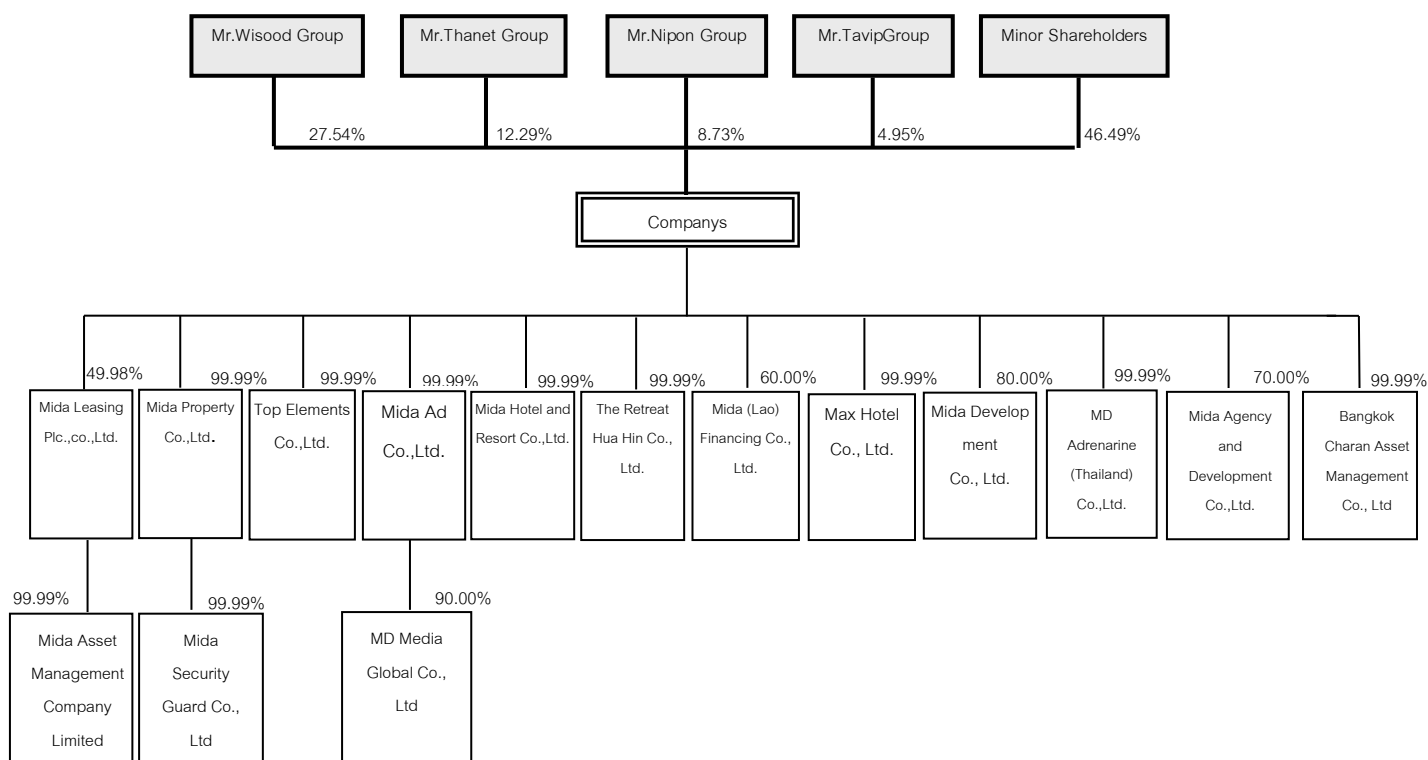 Mr.Wisood Group
Mr.Thanet Group
Mr.Nipon Group
Mr.TavipGroup
Minor Shareholders
27.54%
12.29%
8.73%
4.95%
46.49%
Companys
49.98%
99.99%
99.99%
99.99%
99.99%
99.99%
60.00%
99.99%
80.00%
99.99%
70.00%
99.99%
Mida Leasing
Plc.,co.,Ltd.
Mida Property
Co.,Ltd.
Top Elements
Co.,Ltd.
Mida Ad
Co.,Ltd.
Mida Hotel and
Resort Co.,Ltd.
The Retreat
Hua Hin Co.,
Ltd.
Mida (Lao)
Financing Co.,
Ltd.
Max Hotel
Co., Ltd.
Mida Develop
ment
Co., Ltd.
MD
Adrenarine
(Thailand)
Co.,Ltd.
Mida Agency
and
Development
Co.,Ltd.
Bangkok
Charan Asset
Management
Co., Ltd
99.99%
99.99%
90.00%
Mida Asset
Management
Company
Limited
Mida
Security
Guard Co.,
Ltd
MD Media
Global Co.,
Ltd